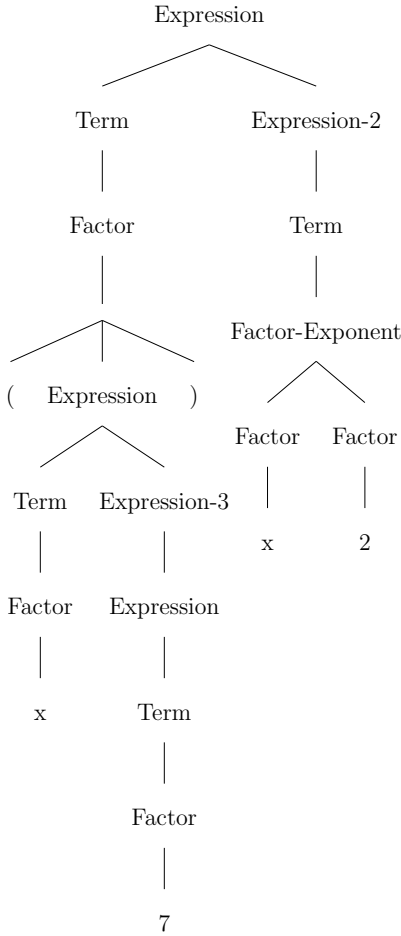 Expression
Term Expression-2
Factor Term
Factor-Exponent
( Expression )
Factor Factor
Term Expression-3
x 2
Factor Expression
x Term
Factor
7